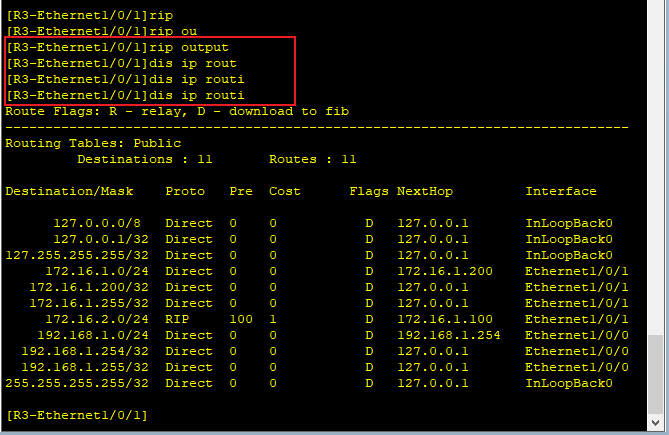 [R3-Ethernet1/0/1]rip
[R3-Ethernet1/0/1]rip ou
[R3-Ethernet1/0/1]rip output
[R3-Ethernet1/0/1]dis ip rout
[R3-Ethernet1/0/1]dis ip routi
[R3-Ethernet1/0/1]dis ip routi
Route Flags: R - relay, D - download to fib
------------------------------------------------------------------------------
Routing Tables: Public
         Destinations : 11       Routes : 11

Destination/Mask    Proto   Pre  Cost      Flags NextHop         Interface

      127.0.0.0/8   Direct  0    0           D   127.0.0.1       InLoopBack0
      127.0.0.1/32  Direct  0    0           D   127.0.0.1       InLoopBack0
127.255.255.255/32  Direct  0    0           D   127.0.0.1       InLoopBack0
     172.16.1.0/24  Direct  0    0           D   172.16.1.200    Ethernet1/0/1
   172.16.1.200/32  Direct  0    0           D   127.0.0.1       Ethernet1/0/1
   172.16.1.255/32  Direct  0    0           D   127.0.0.1       Ethernet1/0/1
     172.16.2.0/24  RIP     100  1           D   172.16.1.100    Ethernet1/0/1
    192.168.1.0/24  Direct  0    0           D   192.168.1.254   Ethernet1/0/0
  192.168.1.254/32  Direct  0    0           D   127.0.0.1       Ethernet1/0/0
  192.168.1.255/32  Direct  0    0           D   127.0.0.1       Ethernet1/0/0
255.255.255.255/32  Direct  0    0           D   127.0.0.1       InLoopBack0

[R3-Ethernet1/0/1]